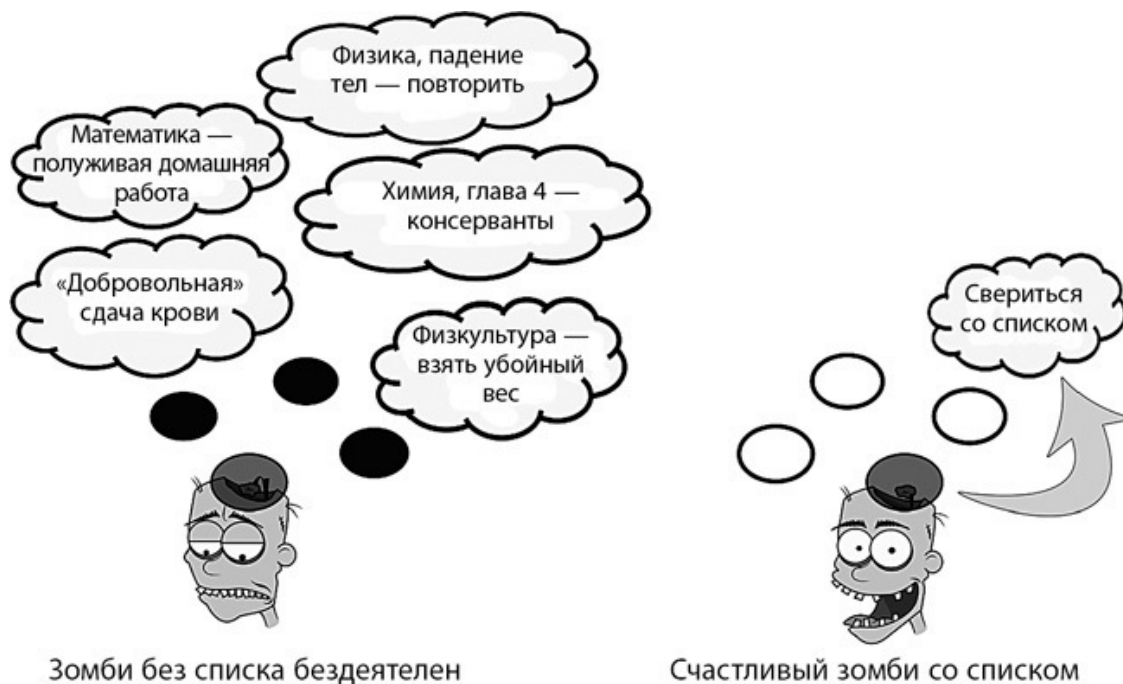 Физика, падение
тел — повторить
Математика —
полуживая домашняя
работа
Химия, глава 4 —
консерванты
«Добровольная»
сдача крови
Физкультура —
взять убойный
вес
Свериться
со списком
Зомби без списка бездеятелен
Счастливый зомби со списком